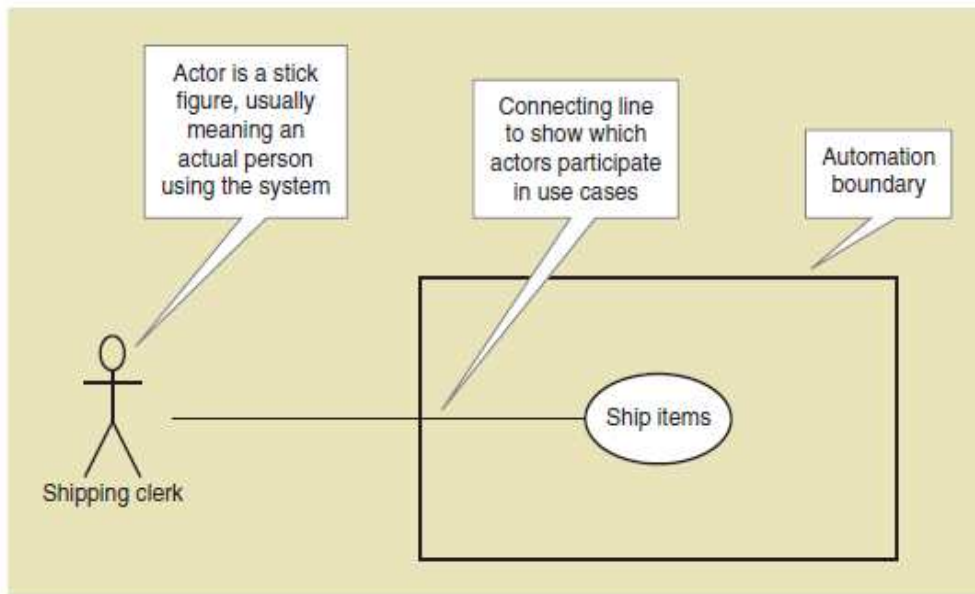 Actor is a stick
figure, usually
meaning an
actual person
using the system
Connecting line
to show which
actors participate
in use cases
Automation
boundary
Ship items
Shipping clerk